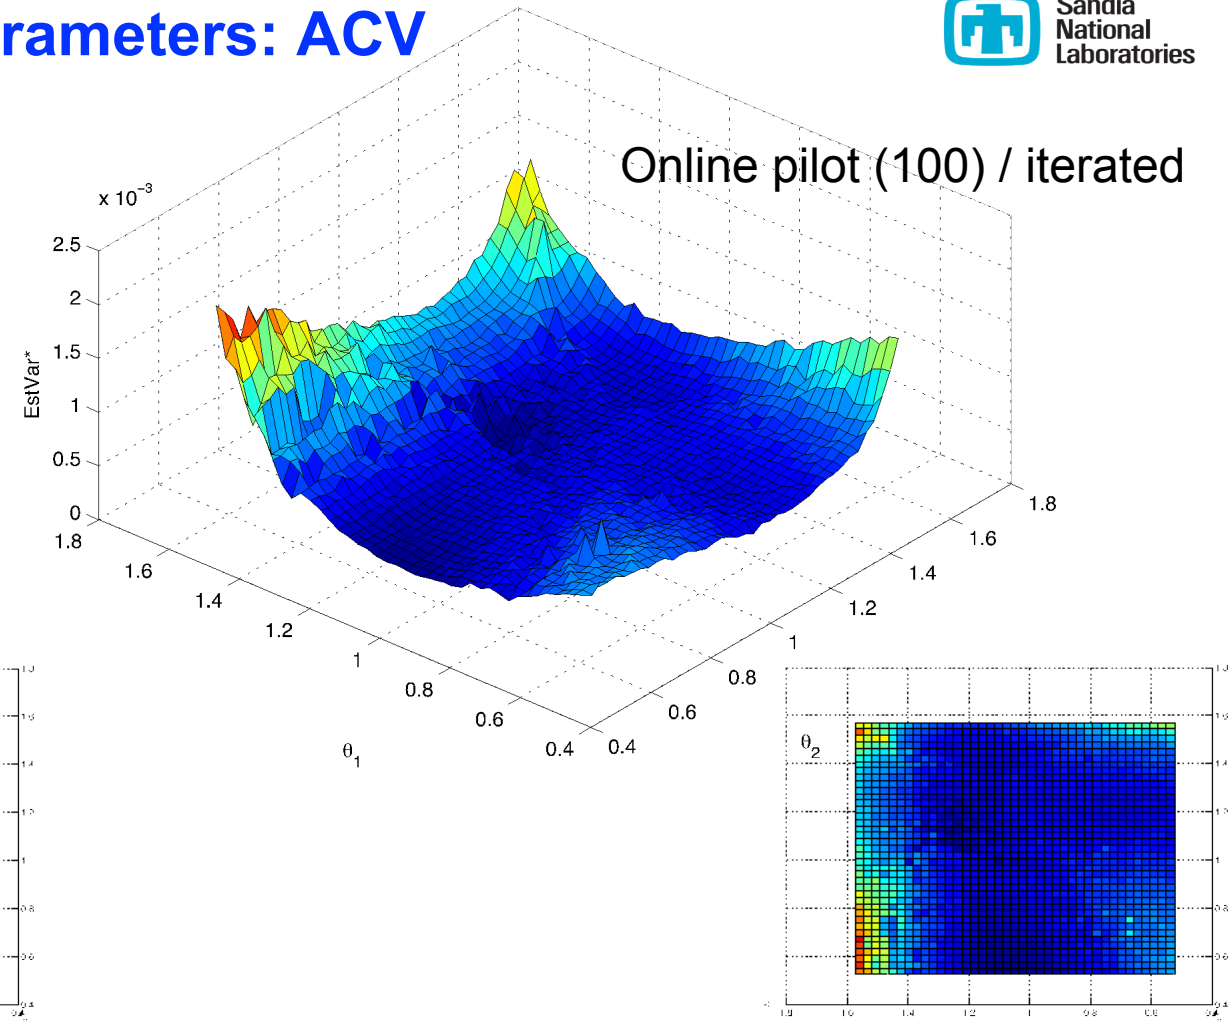 rameters: ACV
Sandia
National
Laboratories
Online pilot (100) / iterated
x 10⁻³
2.5
2
1.5
1
0.5
0
EstVar*
1.8
1.6
1.4
1.2
1
0.8
0.6
0.4
θ₁
0.4
0.6
0.8
1
1.2
1.4
1.6
1.8
θ₂